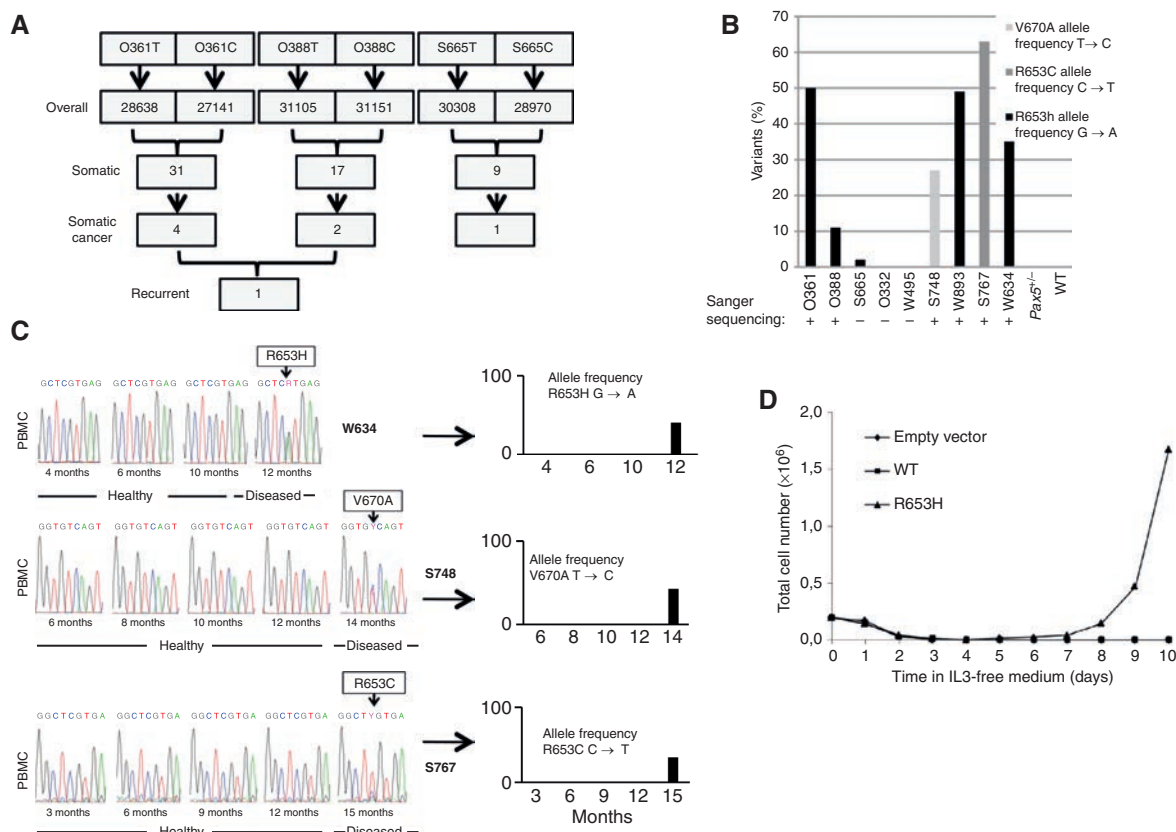 A
O361T O361C O388T O388C S665T S665C
Overall 28638 27141 31105 31151 30308 28970
Somatic 31 17 9
Somatic
cancer 4 2 1
Recurrent 1
B
Variants (%)
70
60
50
40
30
20
10
0
V670A allele
frequency T→ C
R653C allele
frequency C → T
R653h allele
frequency G → A
O361 O388 S665 O332 W495 S748 W893 S767 W634 Pax5+/− WT
Sanger
sequencing: + + − − − + + + +
C
PBMC
R653H
GCTCGTGAG GCTCGTGAG GCTCGTGAG GCTCRTGAG
4 months 6 months 10 months 12 months
Healthy Diseased
W634
100
0
Allele frequency
R653H G → A
4 6 10 12
PBMC
V670A
GGTGTCAGT GGTGTCAGT GGTGTCAGT GGTGTCAGT GGTGYCAGT
6 months 8 months 10 months 12 months 14 months
Healthy Diseased
S748
100
0
Allele frequency
V670A T → C
6 8 10 12 14
PBMC
R653C
GGCTCGTGA GGCTCGTGA GGCTCGTGA GGCTCGTGA GGCTYGTGA
3 months 6 months 9 months 12 months 15 months
Healthy Diseased
S767
100
0
Allele frequency
R653C C → T
3 6 9 12 15
Months
D
Total cell number (×10⁶)
2,0
1,5
1,0
0,5
0,0
Empty vector
WT
R653H
0 1 2 3 4 5 6 7 8 9 10
Time in IL3-free medium (days)